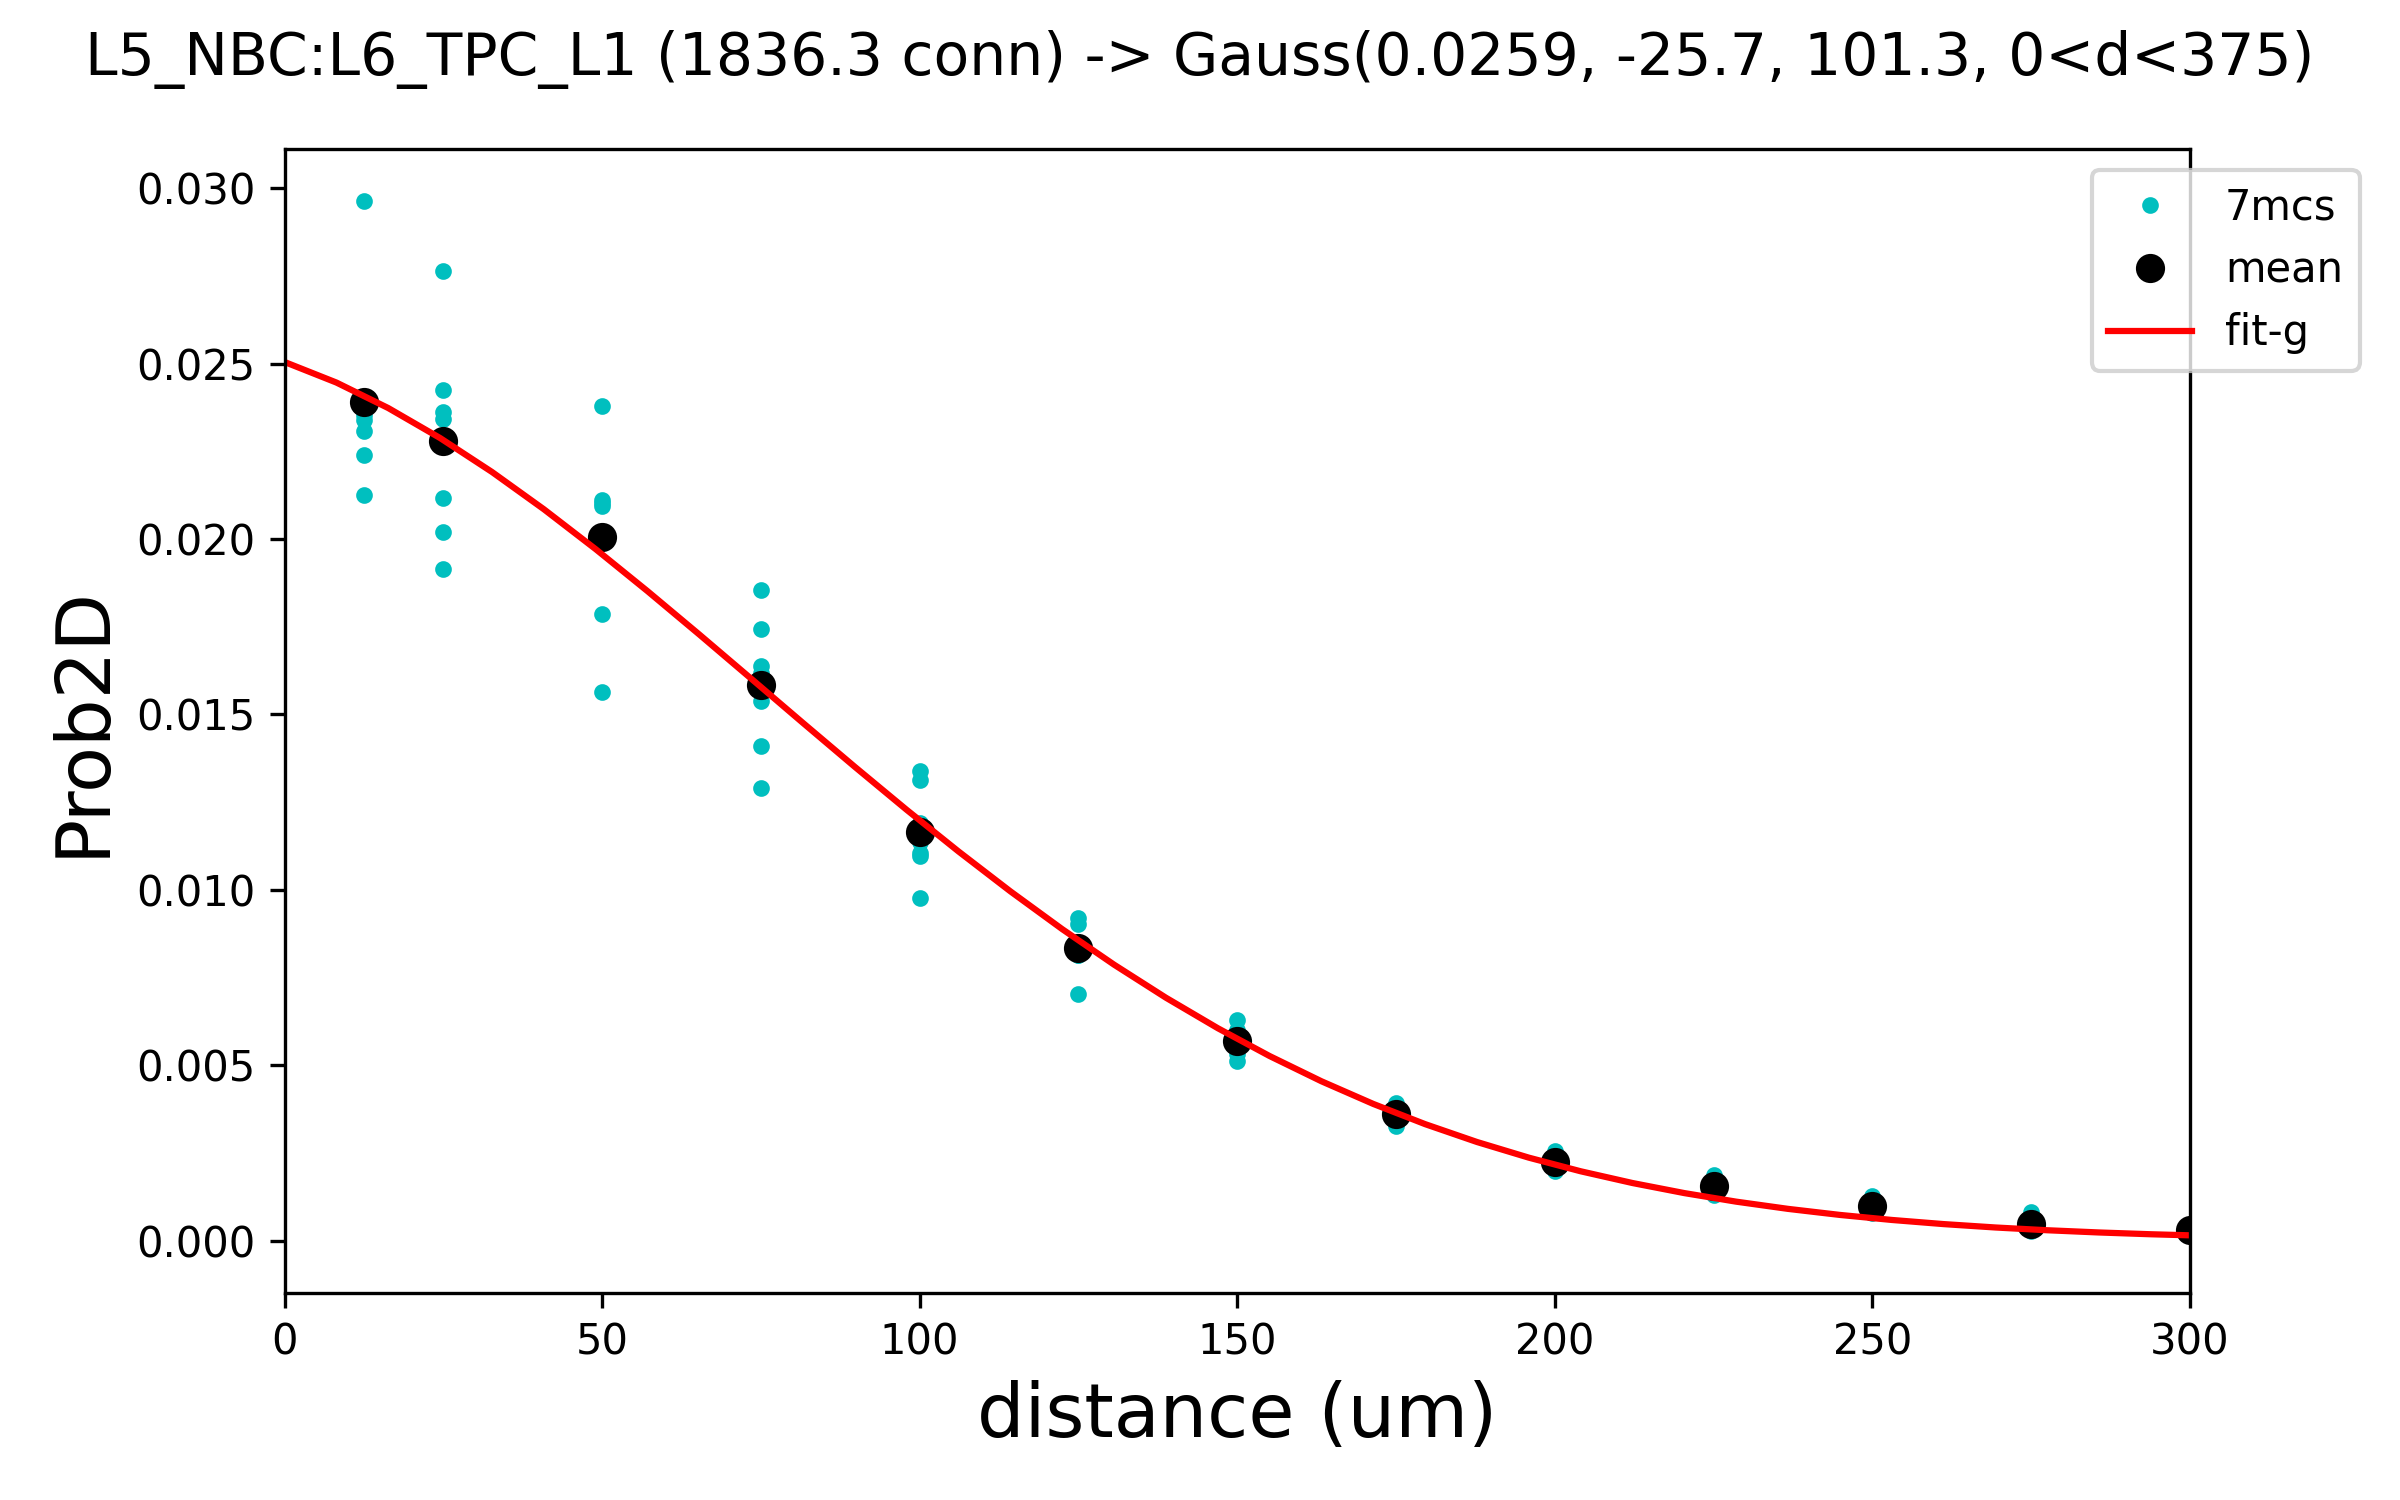 L5_NBC:L6_TPC_L1 (1836.3 conn) -> Gauss(0.0259, -25.7, 101.3, 0<d<375)
7mcs
mean
fit-g
0.030
0.025
0.020
0.015
0.010
0.005
0.000
Prob2D
0 50 100 150 200 250 300
distance (um)